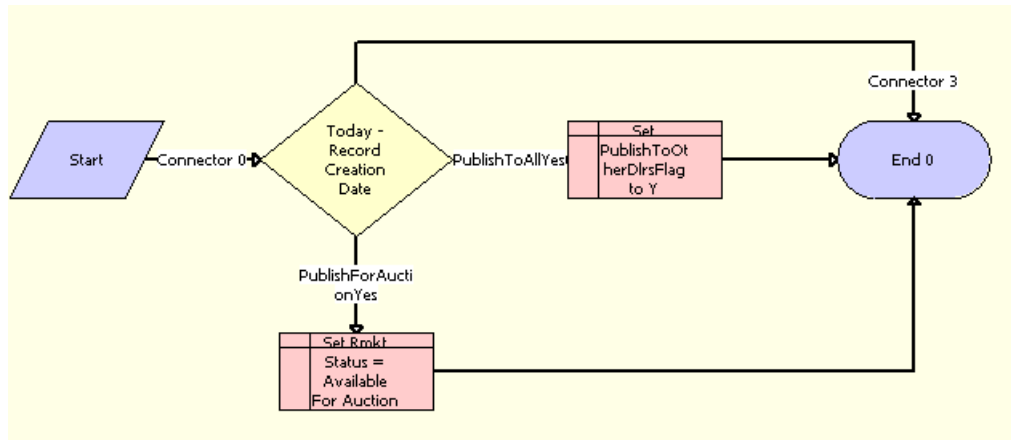 Connector 3
Start
Connector 0
Today -
Record
Creation
Date
PublishToAllYes
Set
PublishToOt
herDlrsFlag
to Y
End 0
PublishForAucti
onYes
Set Rmkt
Status =
Available
For Auction